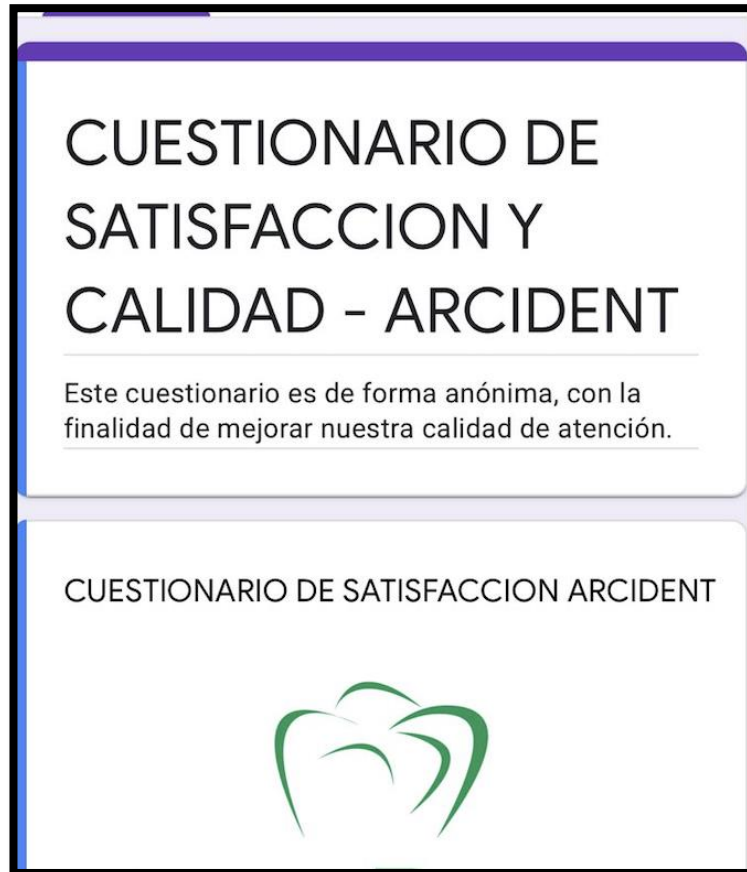 CUESTIONARIO DE
SATISFACCION Y
CALIDAD - ARCIDENT
Este cuestionario es de forma anónima, con la
finalidad de mejorar nuestra calidad de atención.
CUESTIONARIO DE SATISFACCION ARCIDENT